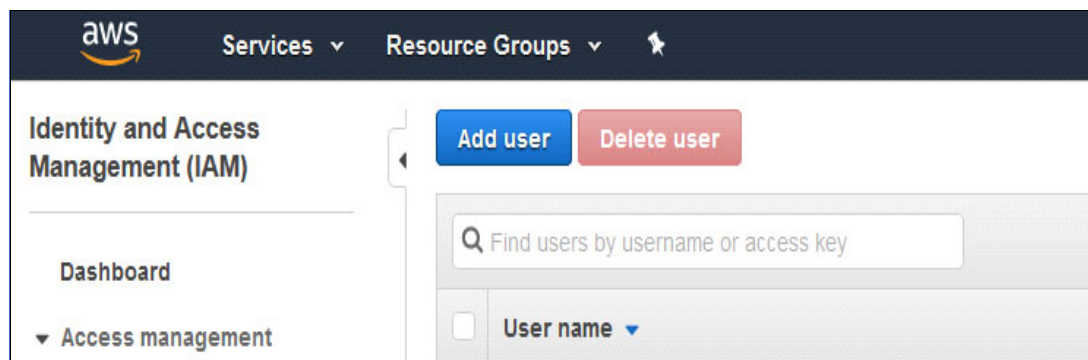 aws Services Resource Groups
Identity and Access
Management (IAM)
Add user Delete user
Find users by username or access key
Dashboard
User name
Access management